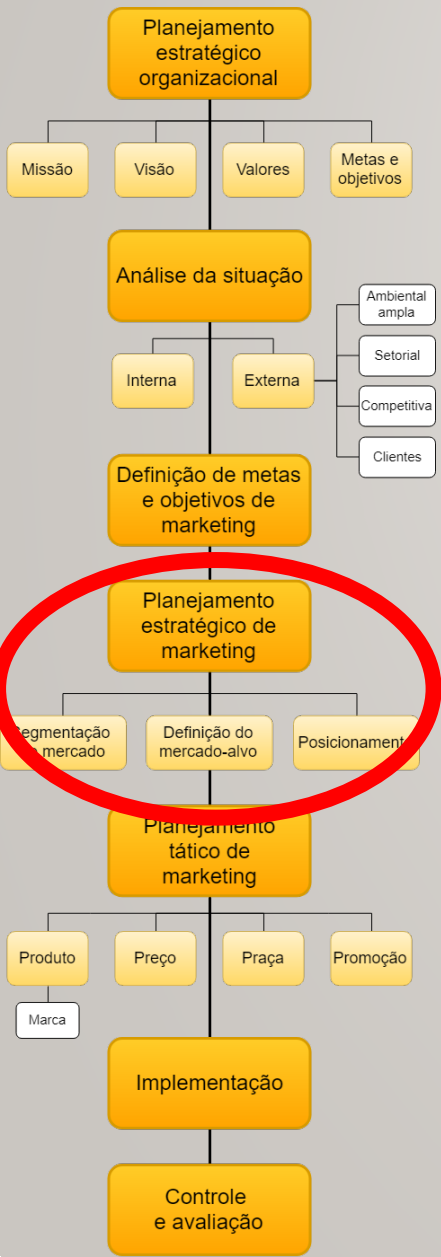 Planejamento
estratégico
organizacional
Missão
Visão
Valores
Metas e
objetivos
Análise da situação
Interna
Externa
Ambiental
ampla
Setorial
Competitiva
Clientes
Definição de metas
e objetivos de
marketing
Planejamento
estratégico de
marketing
Segmentação
mercado
Definição do
mercado-alvo
Posicionament
Planejamento
tático de
marketing
Produto
Preço
Praça
Promoção
Marca
Implementação
Controle
e avaliação